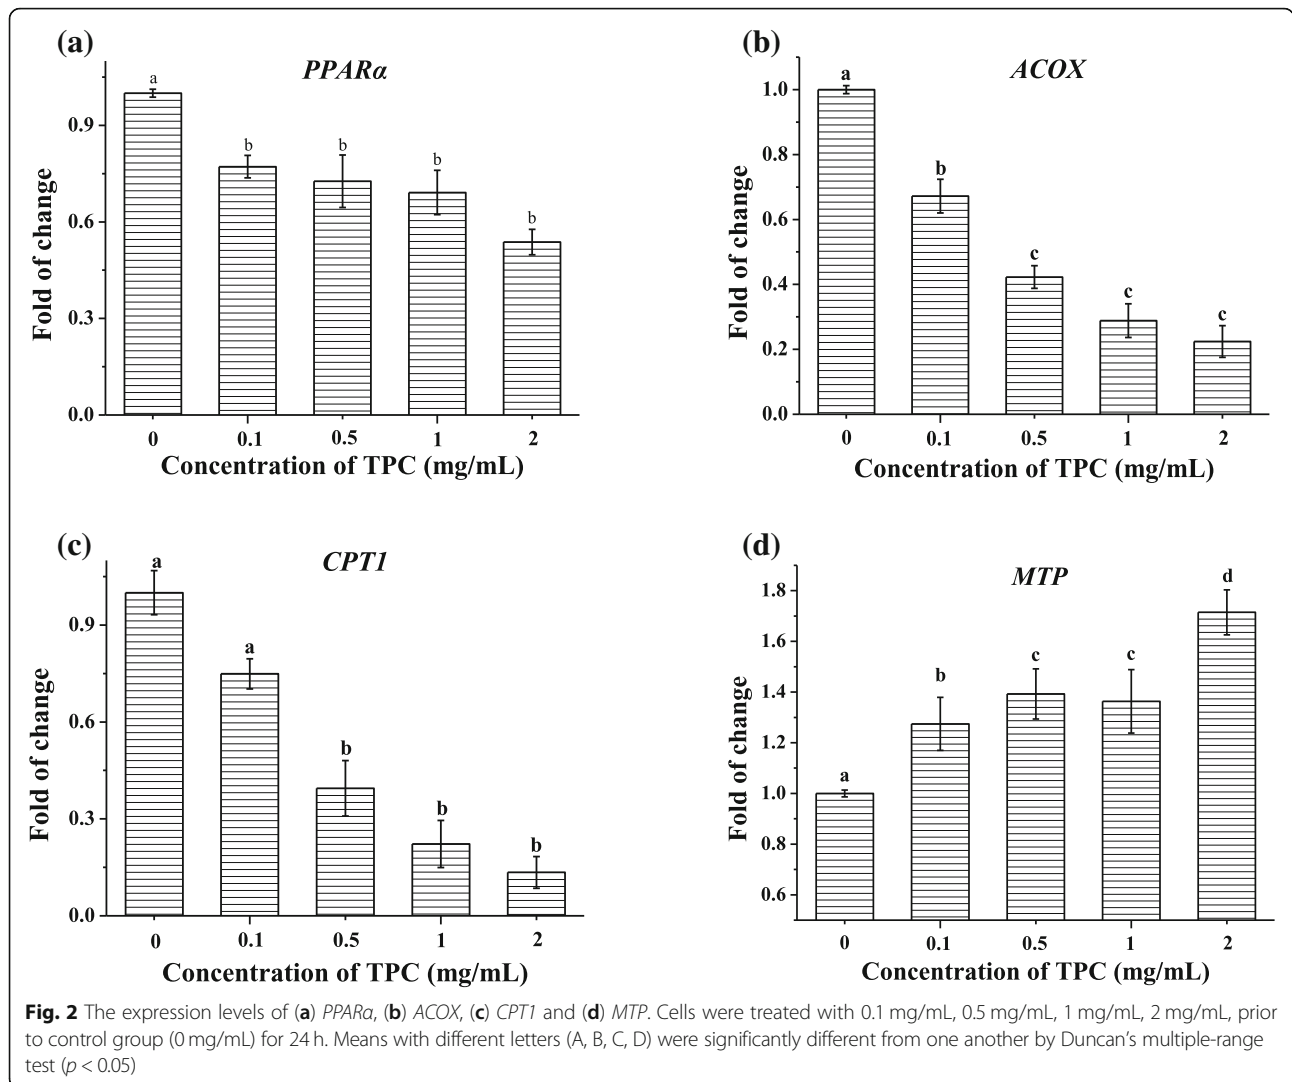 (a)
PPARα
a
b
b
b
b
0.9
0.6
0.3
0.0
Fold of change
0 0.1 0.5 1 2
Concentration of TPC (mg/mL)
(b)
ACOX
a
b
c
c
c
1.0
0.8
0.6
0.4
0.2
0.0
Fold of change
0 0.1 0.5 1 2
Concentration of TPC (mg/mL)
(c)
CPT1
a
a
b
b
b
0.9
0.6
0.3
0.0
Fold of change
0 0.1 0.5 1 2
Concentration of TPC (mg/mL)
(d)
MTP
a
b
c
c
d
1.8
1.6
1.4
1.2
1.0
0.8
0.6
Fold of change
0 0.1 0.5 1 2
Concentration of TPC (mg/mL)
Fig. 2 The expression levels of (a) PPARα, (b) ACOX, (c) CPT1 and (d) MTP. Cells were treated with 0.1 mg/mL, 0.5 mg/mL, 1 mg/mL, 2 mg/mL, prior
to control group (0 mg/mL) for 24 h. Means with different letters (A, B, C, D) were significantly different from one another by Duncan's multiple-range
test (p < 0.05)